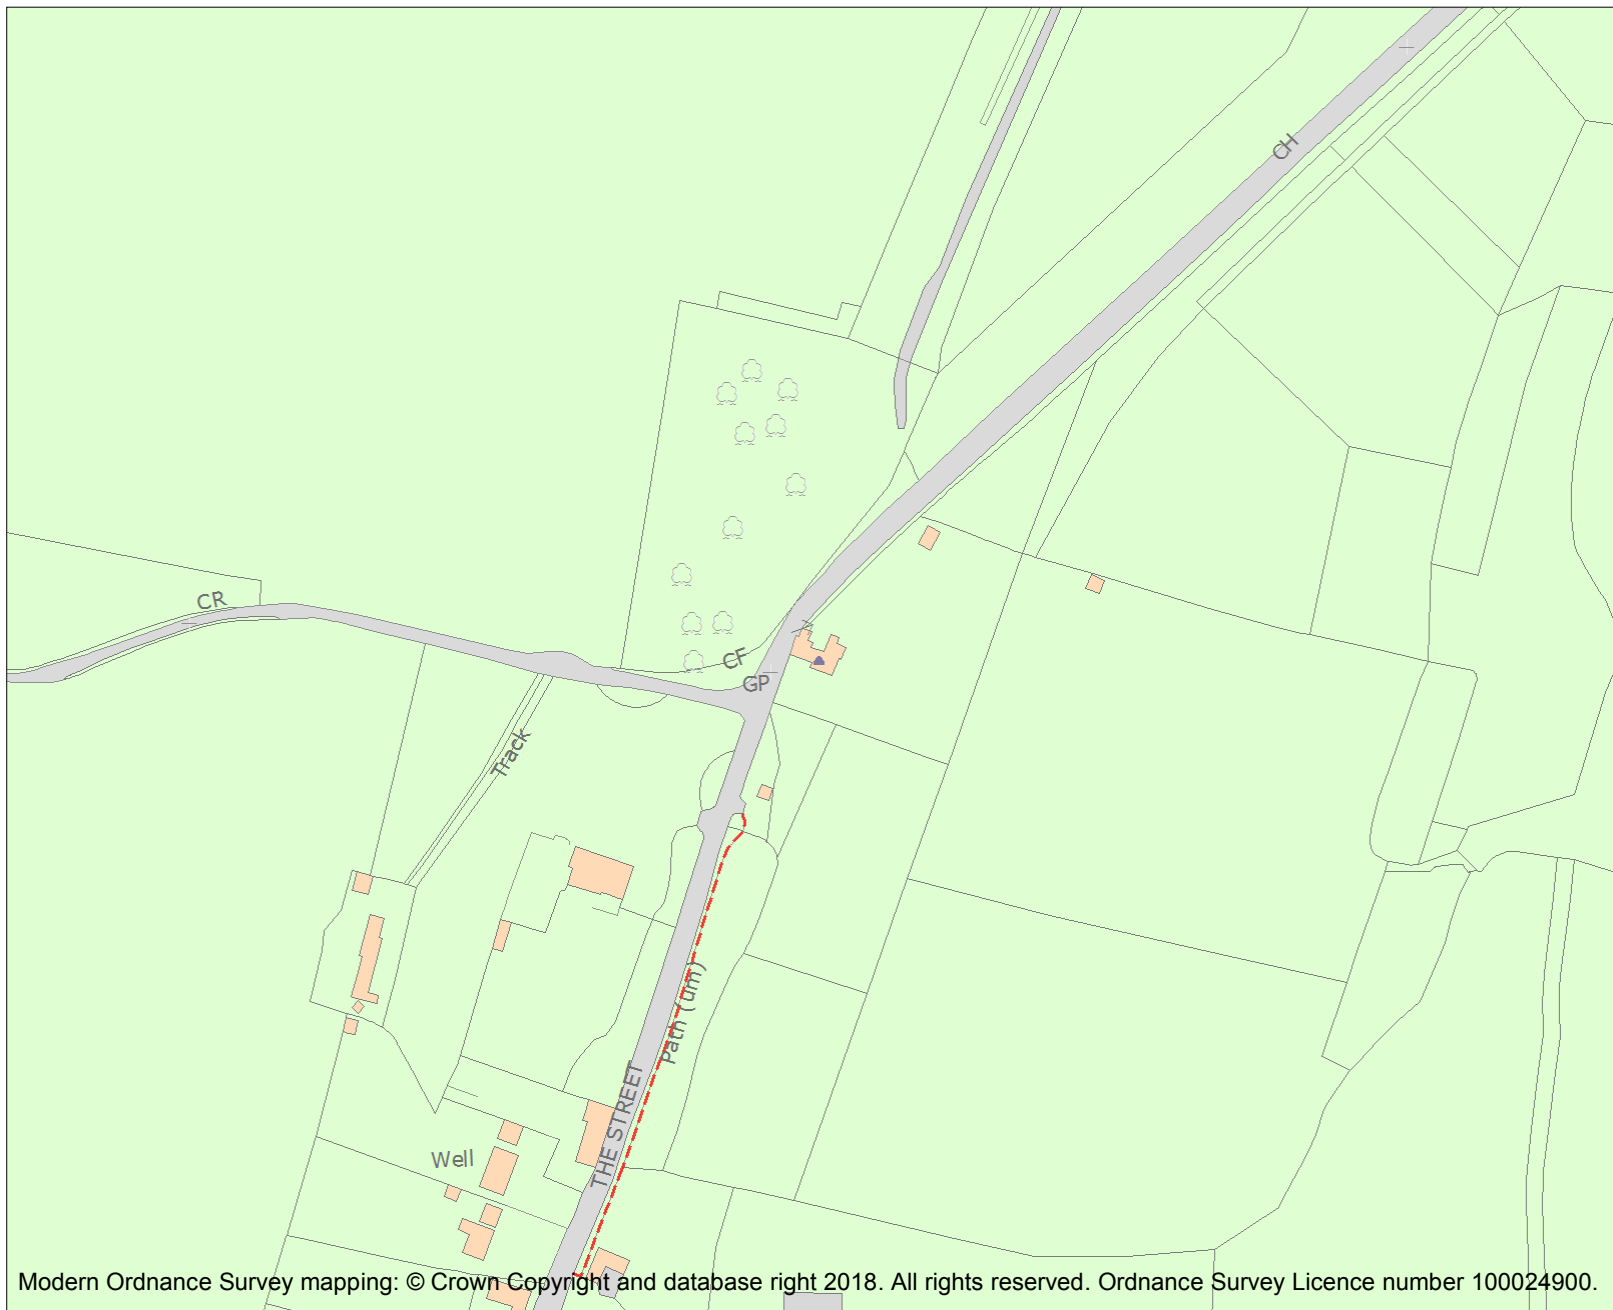 CH
CR
CF
GP
Track
Path (um)
THE STREET
Well
Modern Ordnance Survey mapping: © Crown Copyright and database right 2018. All rights reserved. Ordnance Survey Licence number 100024900.